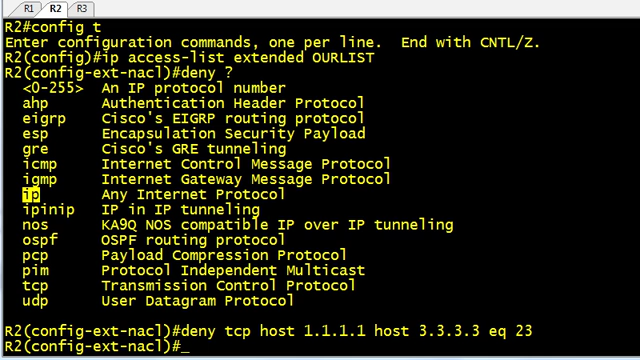 R1 R2 R3
R2#config t
Enter configuration commands, one per line.  End with CNTL/Z.
R2(config)#ip access-list extended OURLIST
R2(config-ext-nacl)#deny ?
  <0-255>  An IP protocol number
  ahp      Authentication Header Protocol
  eigrp    Cisco's EIGRP routing protocol
  esp      Encapsulation Security Payload
  gre      Cisco's GRE tunneling
  icmp     Internet Control Message Protocol
  igmp     Internet Gateway Message Protocol
  ip       Any Internet Protocol
  ipinip   IP in IP tunneling
  nos      KA9Q NOS compatible IP over IP tunneling
  ospf     OSPF routing protocol
  pcp      Payload Compression Protocol
  pim      Protocol Independent Multicast
  tcp      Transmission Control Protocol
  udp      User Datagram Protocol
R2(config-ext-nacl)#deny tcp host 1.1.1.1 host 3.3.3.3 eq 23
R2(config-ext-nacl)#_